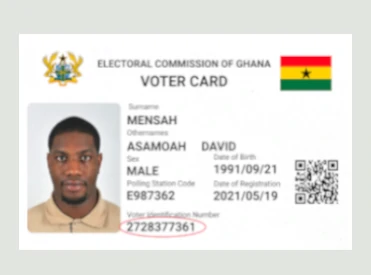 ELECTORAL COMMISSION OF GHANA
VOTER CARD
Surname
MENSAH
Othernames
ASAMOAH DAVID
Sex Date of Birth
MALE 1991/09/21
Polling Station Code Date of Registration
E987362 2021/05/19
Voter Identification Number
2728377361